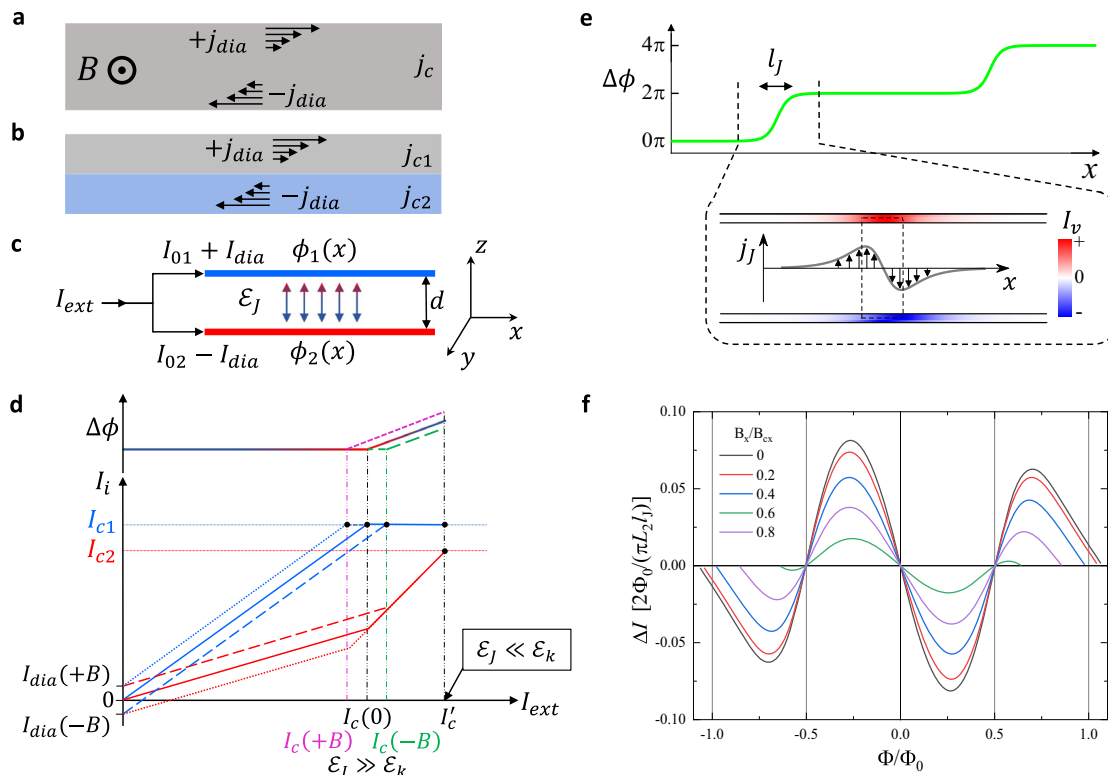 a
+j_dia
B
j_c
−j_dia
b
+j_dia
j_c1
−j_dia
j_c2
c
I_01 + I_dia
ϕ_1(x)
z
I_ext
ℰ_J
d
x
I_02 − I_dia
ϕ_2(x)
y
d
Δϕ
I_i
I_c1
I_c2
ℰ_J ≪ ℰ_k
I_dia(+B)
0
I_ext
I_dia(−B)
I_c(0)
I′_c
I_c(+B)
I_c(−B)
ℰ_J ≫ ℰ_k
e
4π
l_J
Δϕ
2π
0π
x
I_v
j_J
+
0
x
-
f
0.10
B_x/B_cx
0
0.2
0.05
0.4
0.6
0.8
0.00
ΔI [2Φ_0/(πL_2l_J)]
-0.05
-0.10
-1.0
-0.5
0.0
0.5
1.0
Φ/Φ_0